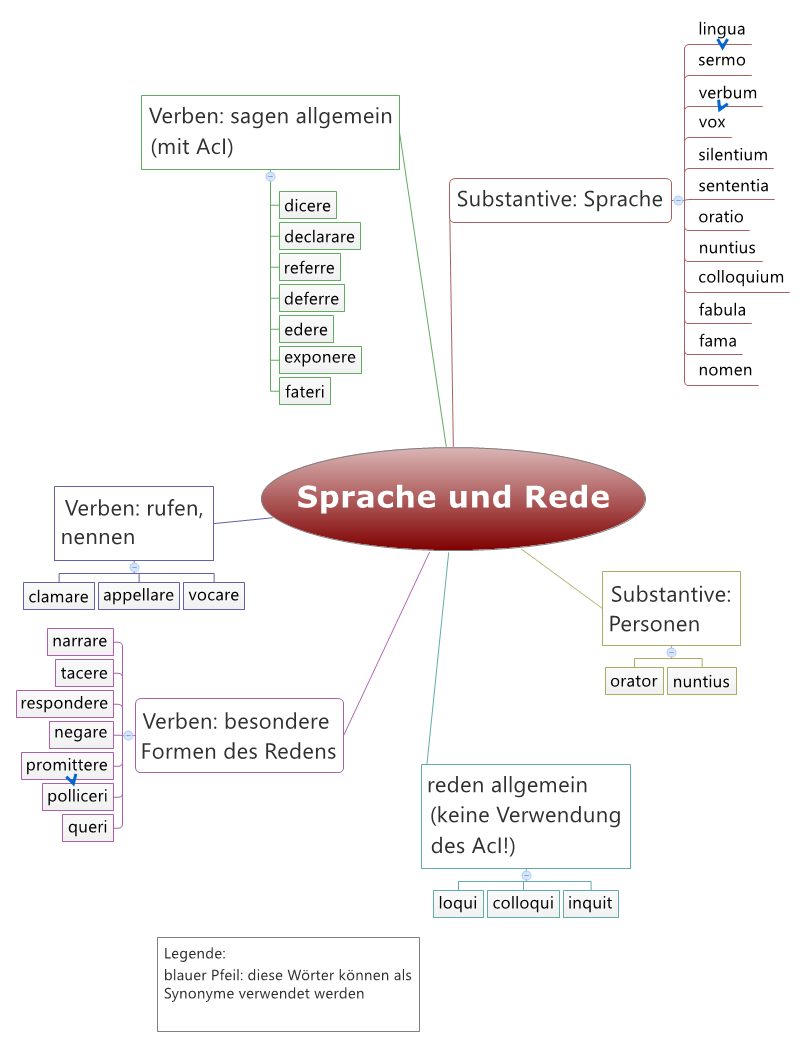 Verben: sagen allgemein
(mit AcI)
dicere
declarare
referre
deferre
edere
exponere
fateri
lingua
sermo
verbum
vox
silentium
sententia
oratio
nuntius
colloquium
fabula
fama
nomen
Substantive: Sprache
Sprache und Rede
Verben: rufen,
nennen
clamare appellare vocare
narrare
tacere
respondere
negare
promittere
polliceri
queri
Verben: besondere
Formen des Redens
Substantive:
Personen
orator nuntius
reden allgemein
(keine Verwendung
des AcI!)
loqui colloqui inquit
Legende:
blauer Pfeil: diese Wörter können als
Synonyme verwendet werden